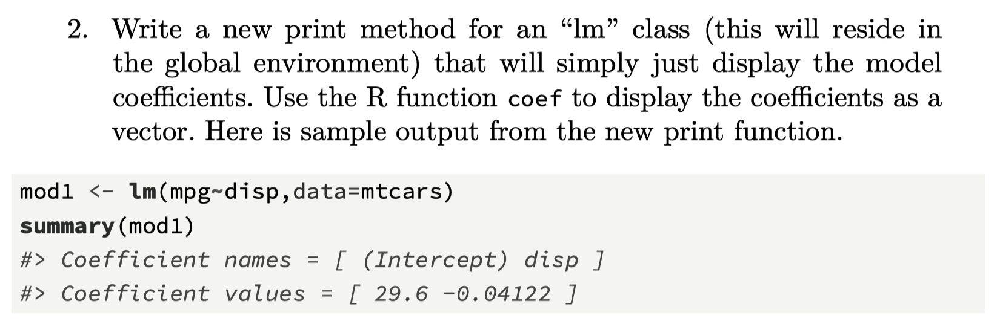 2. Write a new print method for an “lm” class (this will reside in
the global environment) that will simply just display the model
coefficients. Use the R function coef to display the coefficients as a
vector. Here is sample output from the new print function.
mod1 <- lm(mpg~disp,data=mtcars)
summary(mod1)
#> Coefficient names = [ (Intercept) disp ]
#> Coefficient values = [ 29.6 -0.04122 ]